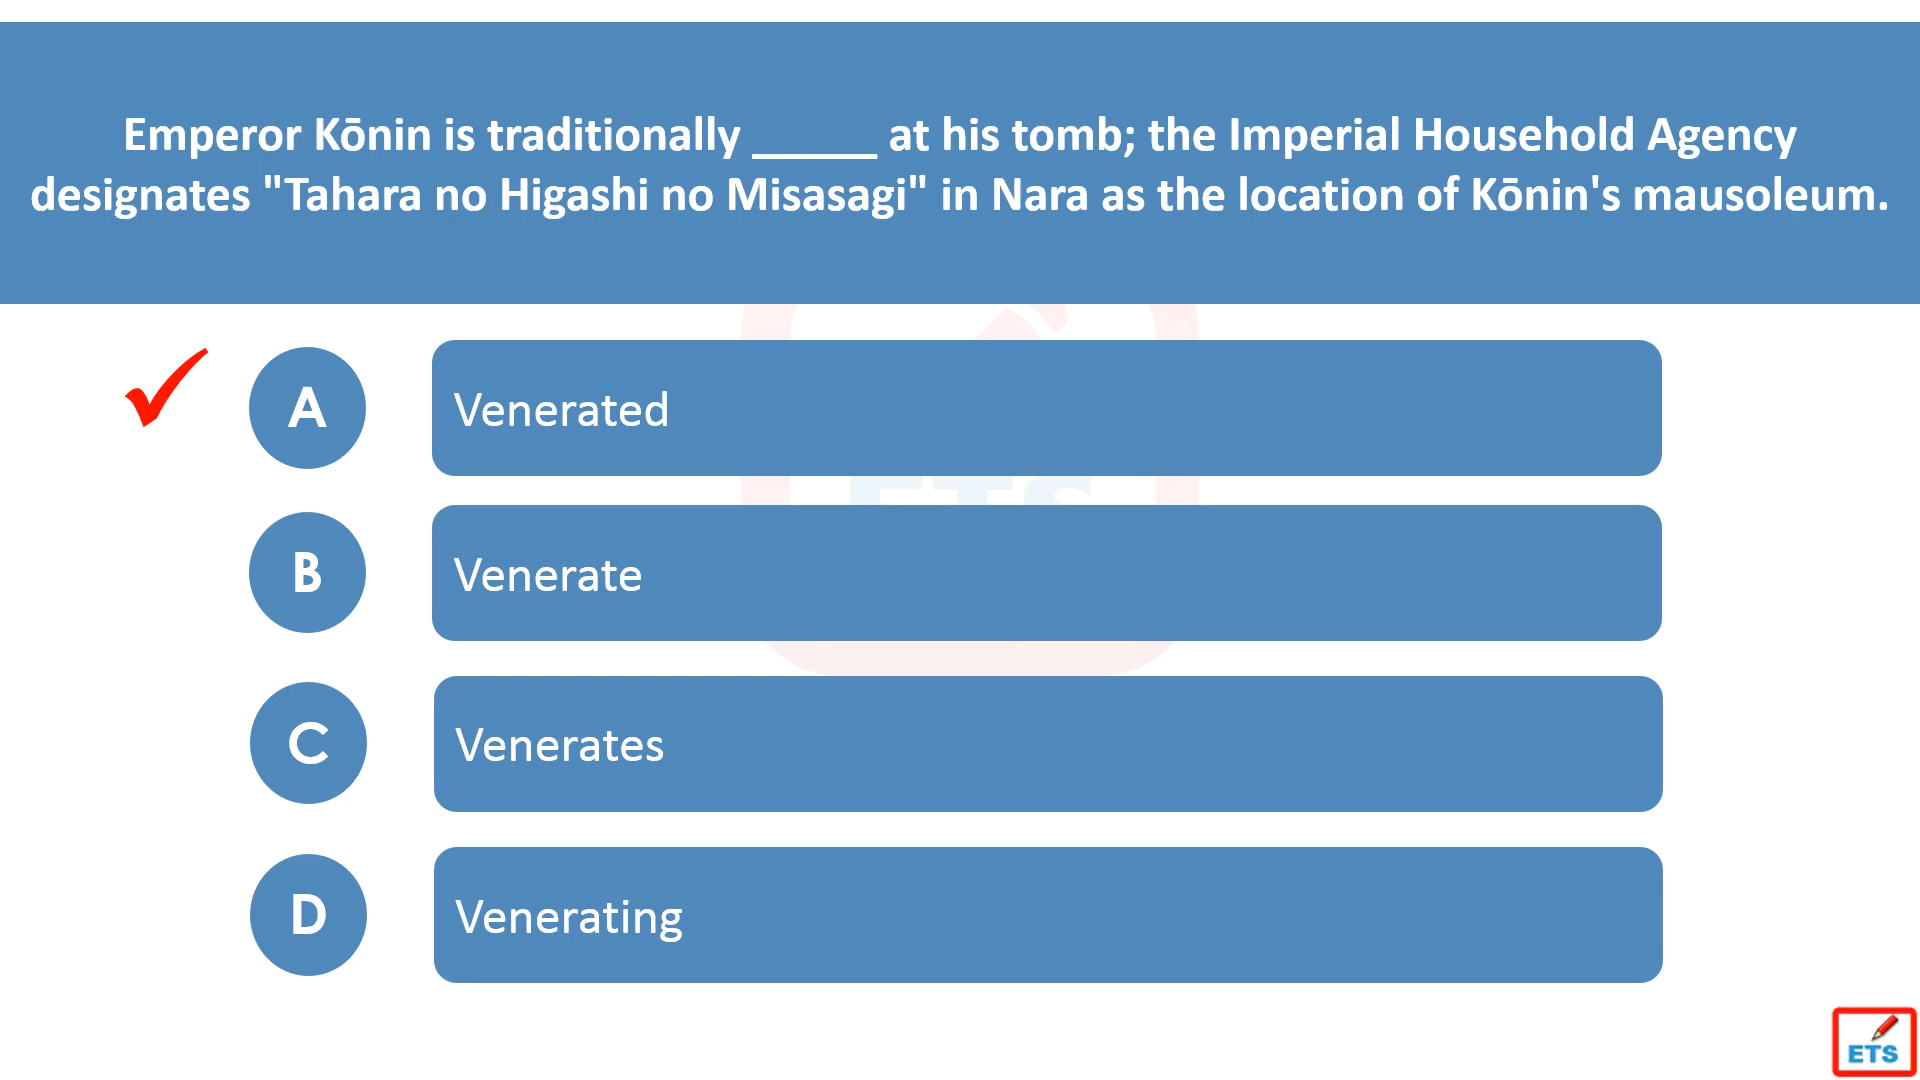 Emperor Kōnin is traditionally _____ at his tomb; the Imperial Household Agency
designates "Tahara no Higashi no Misasagi" in Nara as the location of Kōnin's mausoleum.
A
Venerated
ETS
B
Venerate
C
Venerates
D
Venerating
ETS